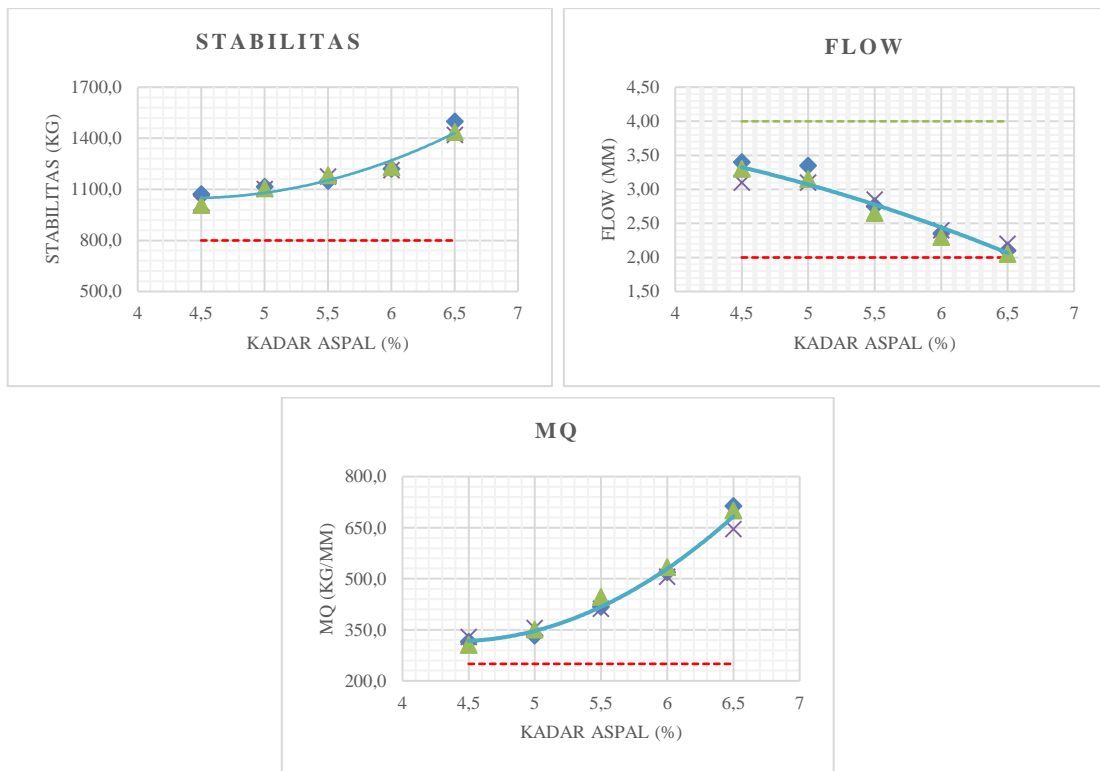 STABILITAS
1700,0
1400,0
1100,0
800,0
500,0
STABILITAS (KG)
4 4,5 5 5,5 6 6,5 7
KADAR ASPAL (%)
FLOW
4,50
4,00
3,50
3,00
2,50
2,00
1,50
FLOW (MM)
4 4,5 5 5,5 6 6,5 7
KADAR ASPAL (%)
MQ
800,0
650,0
500,0
350,0
200,0
MQ (KG/MM)
4 4,5 5 5,5 6 6,5 7
KADAR ASPAL (%)